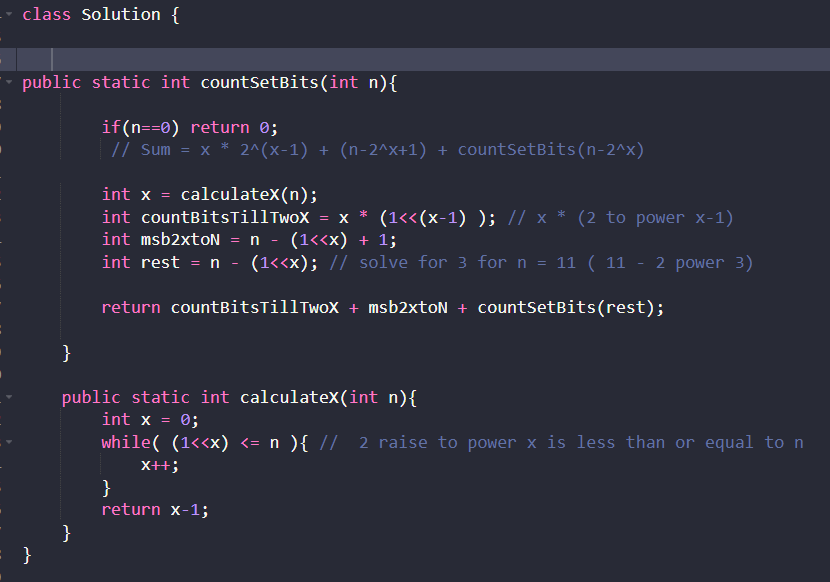 class Solution {
public static int countSetBits(int n){
if(n==0) return 0;
// Sum = x * 2^(x-1) + (n-2^x+1) + countSetBits(n-2^x)
int x = calculateX(n);
int countBitsTillTwoX = x * (1<<(x-1) ); // x * (2 to power x-1)
int msb2xtoN = n - (1<<x) + 1;
int rest = n - (1<<x); // solve for 3 for n = 11 ( 11 - 2 power 3)
return countBitsTillTwoX + msb2xtoN + countSetBits(rest);
}
public static int calculateX(int n){
int x = 0;
while( (1<<x) <= n ){ //  2 raise to power x is less than or equal to n
x++;
}
return x-1;
}
}